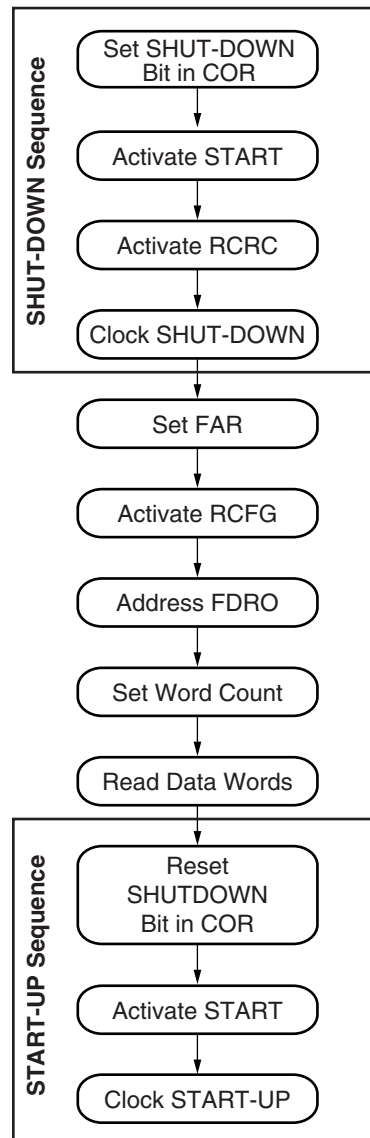 SHUT-DOWN Sequence
Set SHUT-DOWN
Bit in COR
Activate START
Activate RCRC
Clock SHUT-DOWN
Set FAR
Activate RCFG
Address FDRO
Set Word Count
Read Data Words
START-UP Sequence
Reset
SHUTDOWN
Bit in COR
Activate START
Clock START-UP